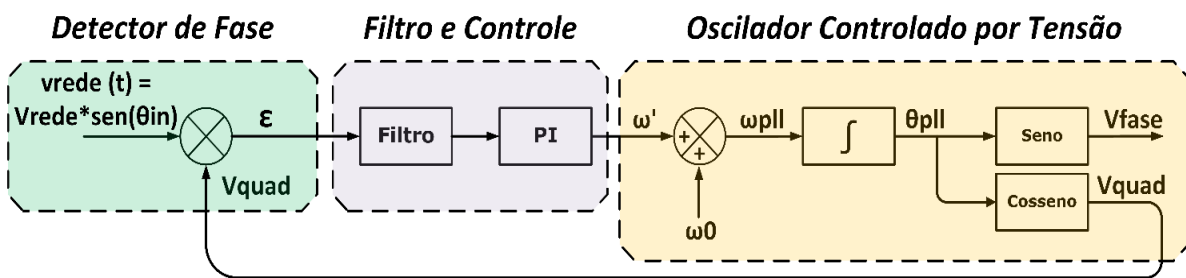 Detector de Fase
Filtro e Controle
Oscilador Controlado por Tensão
vrede (t) =
Vrede*sen(θin)
ε
Filtro
PI
ω'
+
+
ωpll
∫
θpll
Seno
Vfase
Vquad
Cosseno
Vquad
ω0